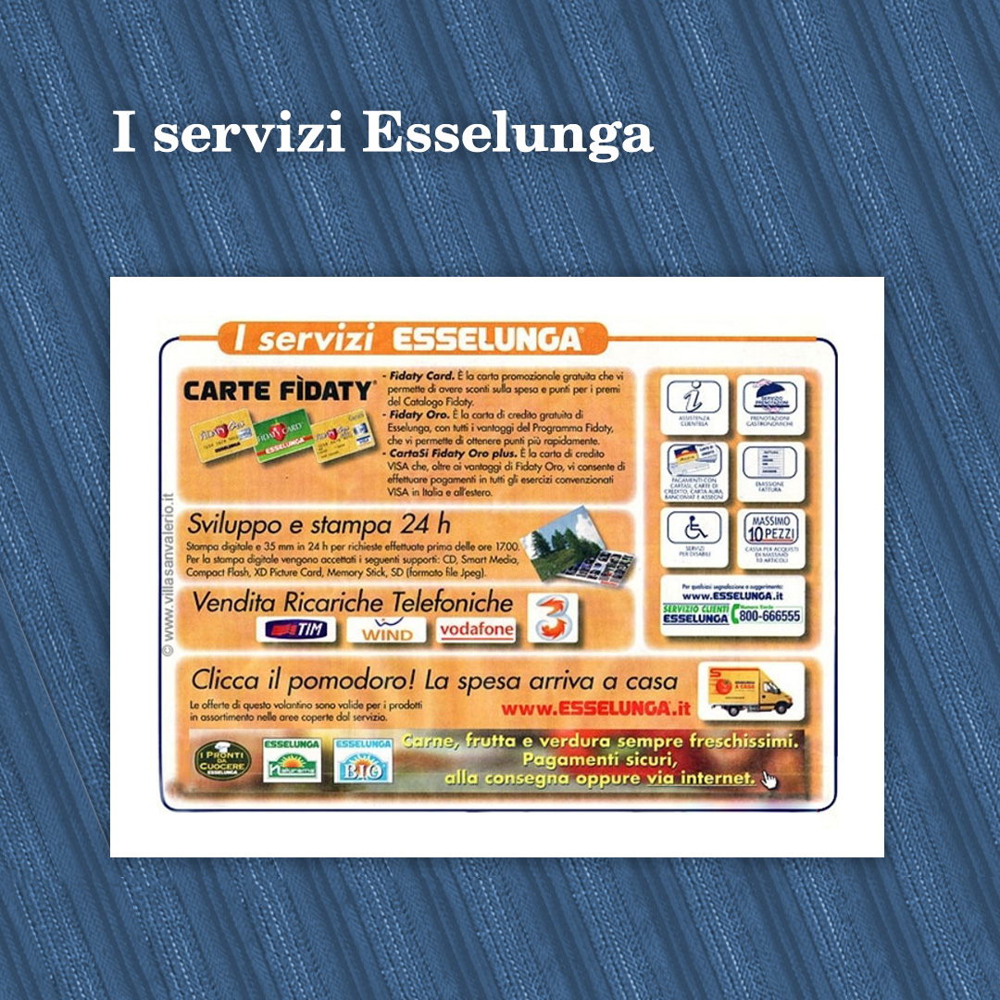 I servizi Esselunga
I servizi ESSELUNGA®
CARTE FÌDATY®
- Fidaty Card. È la carta promozionale gratuita che vi
permette di avere sconti sulla spesa e punti per i premi
del Catalogo Fidaty.
- Fidaty Oro. È la carta di credito gratuita di
Esselunga, con tutti i vantaggi del Programma Fidaty,
che vi permette di ottenere punti più rapidamente.
- CartaSi Fidaty Oro plus. È la carta di credito
VISA che, oltre ai vantaggi di Fidaty Oro, vi consente di
effettuare pagamenti in tutti gli esercizi convenzionati
VISA in Italia e all'estero.
FIDATY CARD
ESSELUNGA
Sviluppo e stampa 24 h
Stampa digitale e 35 mm in 24 h per richieste effettuate prima delle ore 17.00.
Per la stampa digitale vengono accettati i seguenti supporti: CD, Smart Media,
Compact Flash, XD Picture Card, Memory Stick, SD (formato file Jpeg).
Vendita Ricariche Telefoniche
TIM
WIND
vodafone
3
ASSISTENZA
CLIENTELA
SERVIZIO
PRENOTAZIONI
PRENOTAZIONI
GASTRONOMICHE
PAGAMENTI CON
CARTASI, CARTE DI
CREDITO, CARTA AURA,
BANCOMAT E ASSEGNI
FATTURA
EMISSIONE
FATTURA
SERVIZI
PER DISABILI
MASSIMO
10 PEZZI
CASSA PER ACQUISTI
DI MASSIMO
10 ARTICOLI
Per qualsiasi segnalazione o suggerimento:
www.ESSELUNGA.it
SERVIZIO CLIENTI
ESSELUNGA
Numero Verde
800-666555
Clicca il pomodoro! La spesa arriva a casa
Le offerte di questo volantino sono valide per i prodotti
in assortimento nelle aree coperte dal servizio.
www.ESSELUNGA.it
ESSELUNGA
A CASA
I PRONTI
DA
CUOCERE
ESSELUNGA
ESSELUNGA
naturama
ESSELUNGA
BIO
Carne, frutta e verdura sempre freschissimi.
Pagamenti sicuri,
alla consegna oppure via internet.
© www.villasanvalerio.it